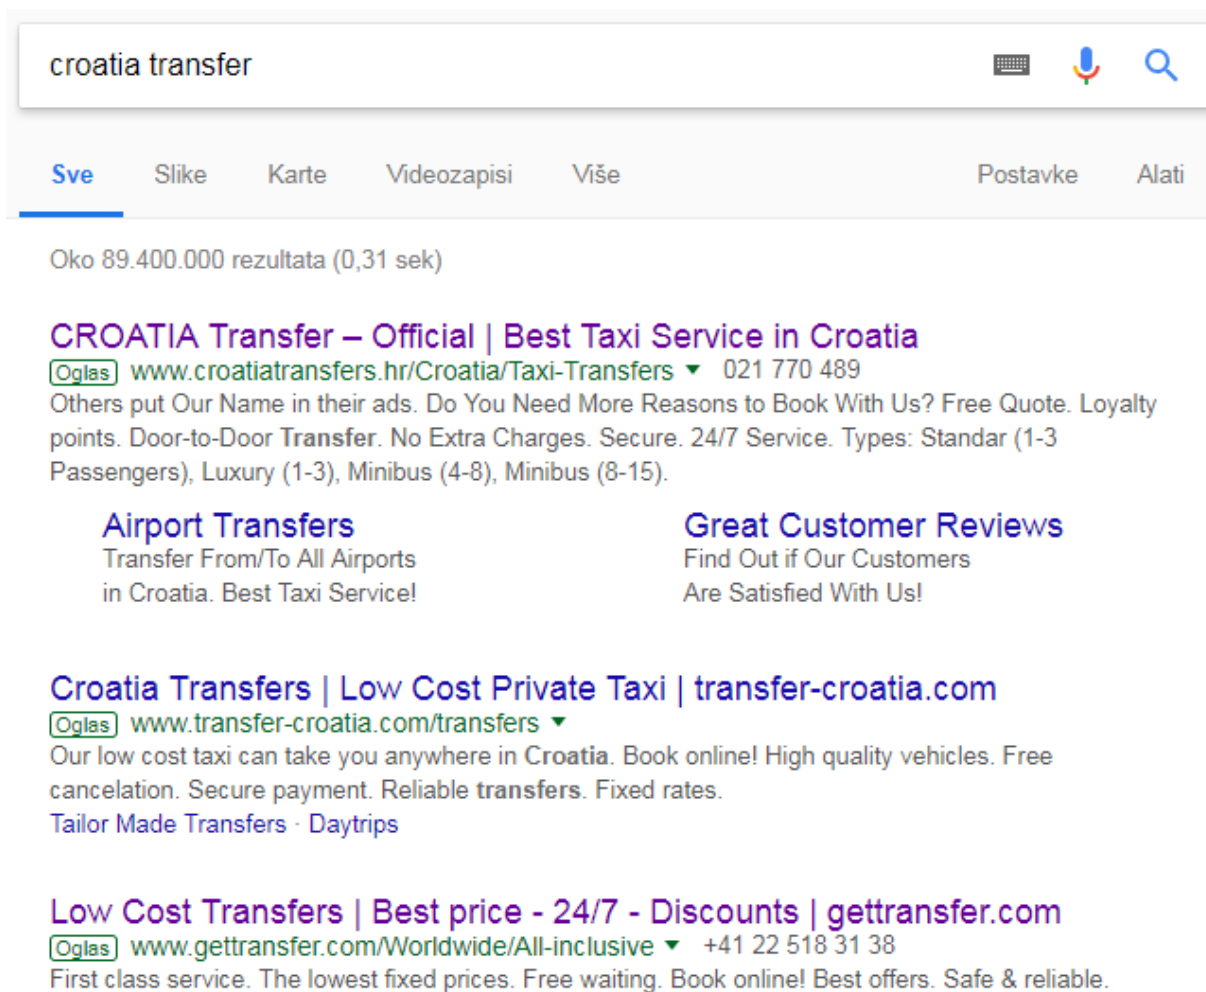 croatia transfer
Sve Slike Karte Videozapisi Više Postavke Alati
Oko 89.400.000 rezultata (0,31 sek)
CROATIA Transfer – Official | Best Taxi Service in Croatia
Oglas www.croatiatransfers.hr/Croatia/Taxi-Transfers 021 770 489
Others put Our Name in their ads. Do You Need More Reasons to Book With Us? Free Quote. Loyalty
points. Door-to-Door Transfer. No Extra Charges. Secure. 24/7 Service. Types: Standar (1-3
Passengers), Luxury (1-3), Minibus (4-8), Minibus (8-15).
Airport Transfers
Transfer From/To All Airports
in Croatia. Best Taxi Service!
Great Customer Reviews
Find Out if Our Customers
Are Satisfied With Us!
Croatia Transfers | Low Cost Private Taxi | transfer-croatia.com
Oglas www.transfer-croatia.com/transfers
Our low cost taxi can take you anywhere in Croatia. Book online! High quality vehicles. Free
cancelation. Secure payment. Reliable transfers. Fixed rates.
Tailor Made Transfers · Daytrips
Low Cost Transfers | Best price - 24/7 - Discounts | gettransfer.com
Oglas www.gettransfer.com/Worldwide/All-inclusive +41 22 518 31 38
First class service. The lowest fixed prices. Free waiting. Book online! Best offers. Safe & reliable.